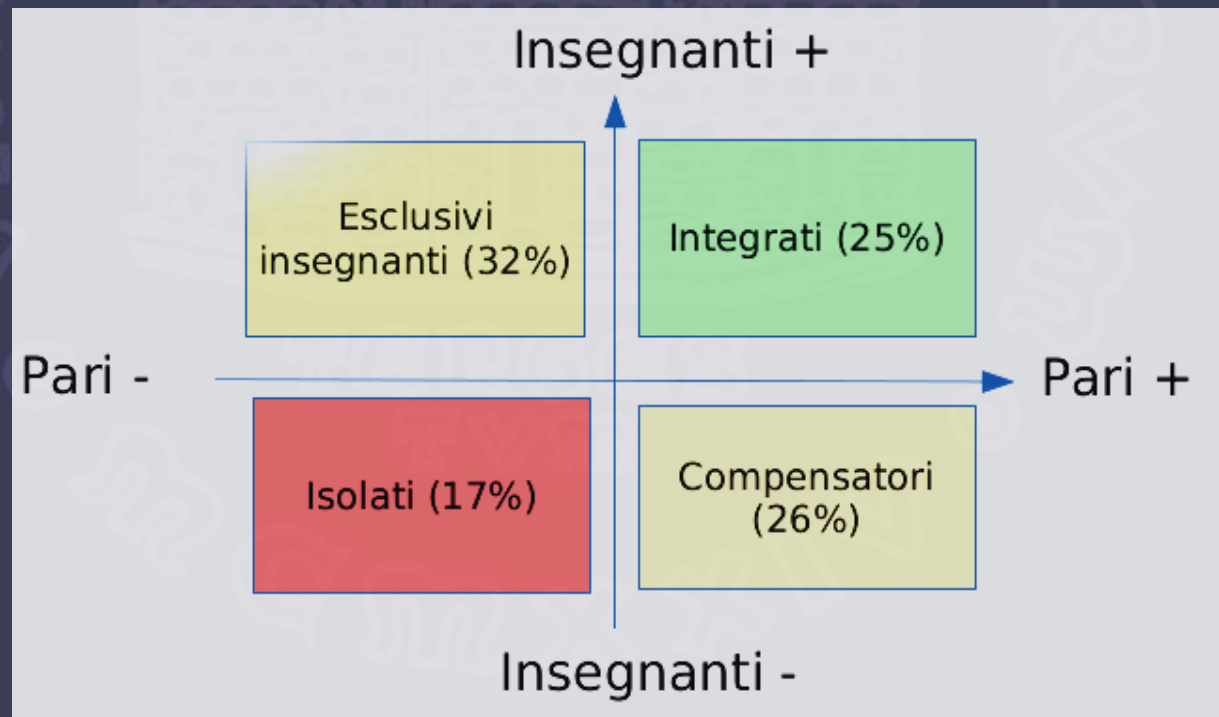 Insegnanti +
Esclusivi
insegnanti (32%)
Integrati (25%)
Pari -
Pari +
Isolati (17%)
Compensatori
(26%)
Insegnanti -